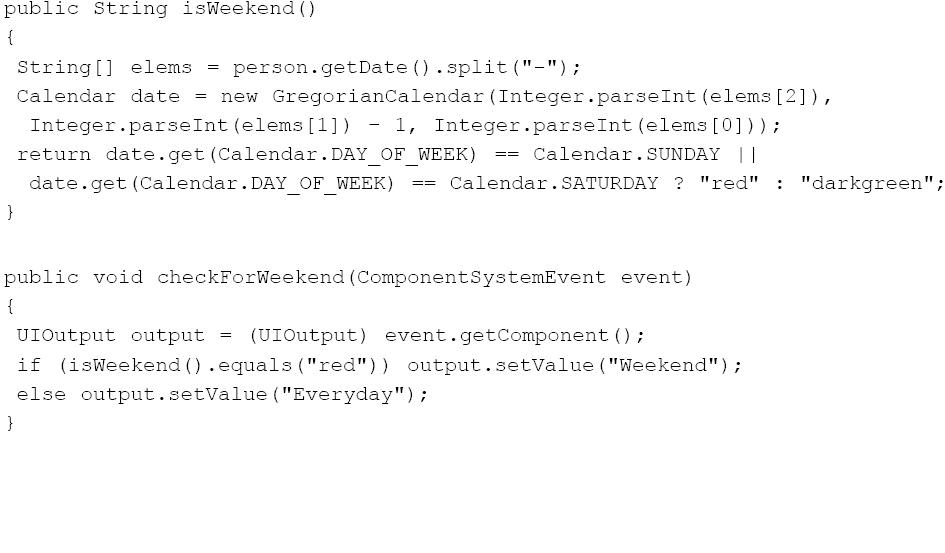 public String isWeekend()
{
String[] elems = person.getDate().split("-");
Calendar date = new GregorianCalendar(Integer.parseInt(elems[2]),
Integer.parseInt(elems[1]) - 1, Integer.parseInt(elems[0]));
return date.get(Calendar.DAY_OF_WEEK) == Calendar.SUNDAY ||
date.get(Calendar.DAY_OF_WEEK) == Calendar.SATURDAY ? "red" : "darkgreen";
}
public void checkForWeekend(ComponentSystemEvent event)
{
UIOutput output = (UIOutput) event.getComponent();
if (isWeekend().equals("red")) output.setValue("Weekend");
else output.setValue("Everyday");
}